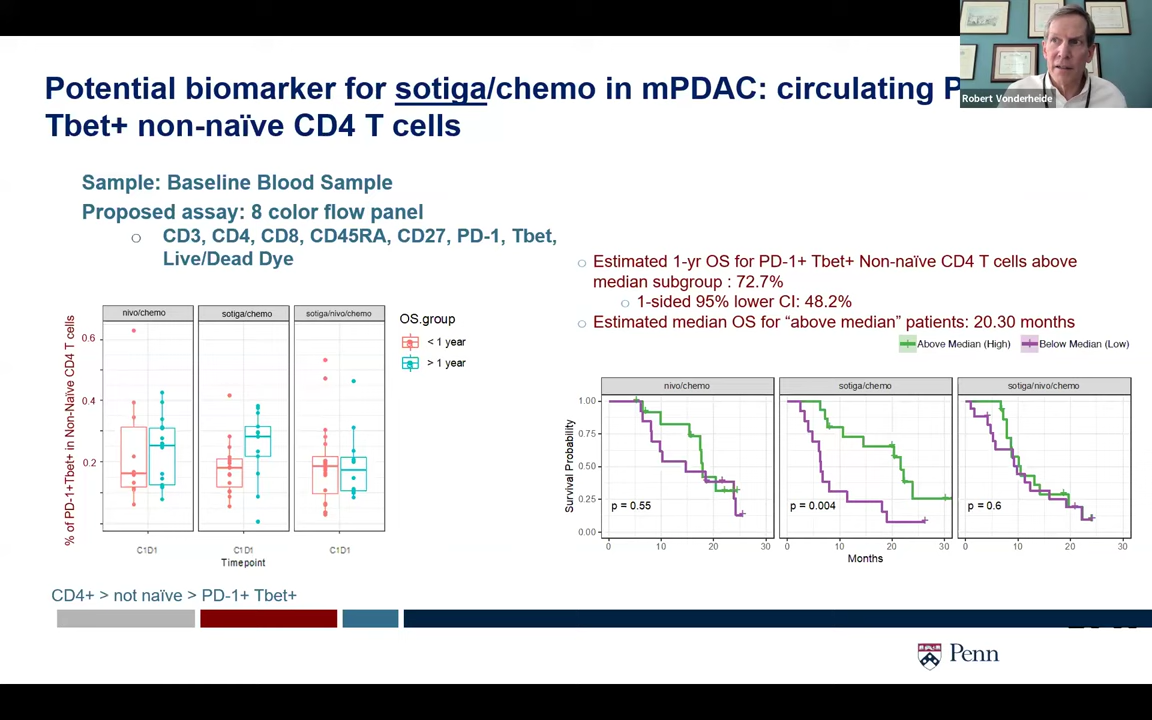 Potential biomarker for sotiga/chemo in mPDAC: circulating P
Robert Vonderheide
Tbet+ non-naïve CD4 T cells
Sample: Baseline Blood Sample
Proposed assay: 8 color flow panel
CD3, CD4, CD8, CD45RA, CD27, PD-1, Tbet,
Live/Dead Dye
% of PD-1+Tbet+ in Non-Naïve CD4 T cells
nivo/chemo
sotiga/chemo
sotiga/nivo/chemo
0.6
0.4
0.2
C1D1
C1D1
C1D1
Timepoint
OS.group
< 1 year
> 1 year
Estimated 1-yr OS for PD-1+ Tbet+ Non-naïve CD4 T cells above
median subgroup : 72.7%
1-sided 95% lower CI: 48.2%
Estimated median OS for “above median” patients: 20.30 months
Above Median (High)
Below Median (Low)
nivo/chemo
sotiga/chemo
sotiga/nivo/chemo
Survival Probability
1.00
0.75
0.50
0.25
0.00
p = 0.55
p = 0.004
p = 0.6
0 10 20 30
0 10 20 30
0 10 20 30
Months
CD4+ > not naïve > PD-1+ Tbet+
Penn